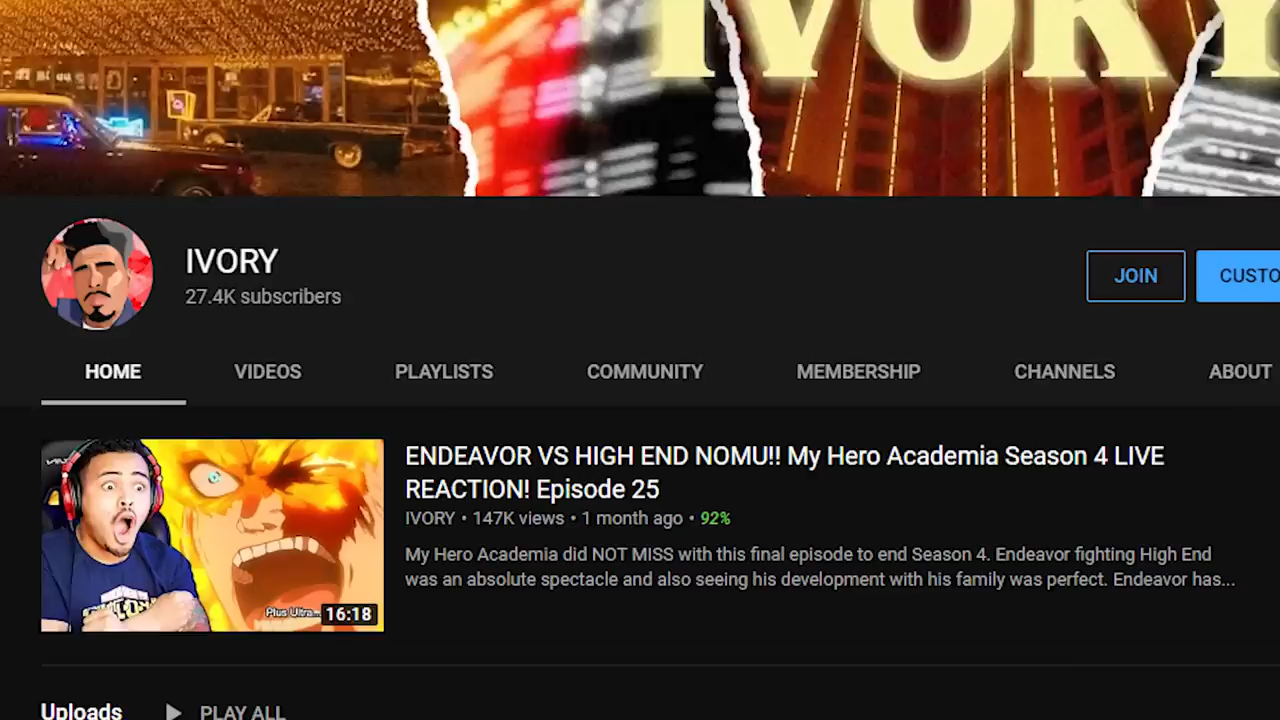 IVORY
IVORY
27.4K subscribers
JOIN
CUSTO
HOME
VIDEOS
PLAYLISTS
COMMUNITY
MEMBERSHIP
CHANNELS
ABOUT
ENDEAVOR VS HIGH END NOMU!! My Hero Academia Season 4 LIVE
REACTION! Episode 25
IVORY • 147K views • 1 month ago • 92%
My Hero Academia did NOT MISS with this final episode to end Season 4. Endeavor fighting High End
was an absolute spectacle and also seeing his development with his family was perfect. Endeavor has...
Plus Ultra...
16:18
Uploads
PLAY ALL